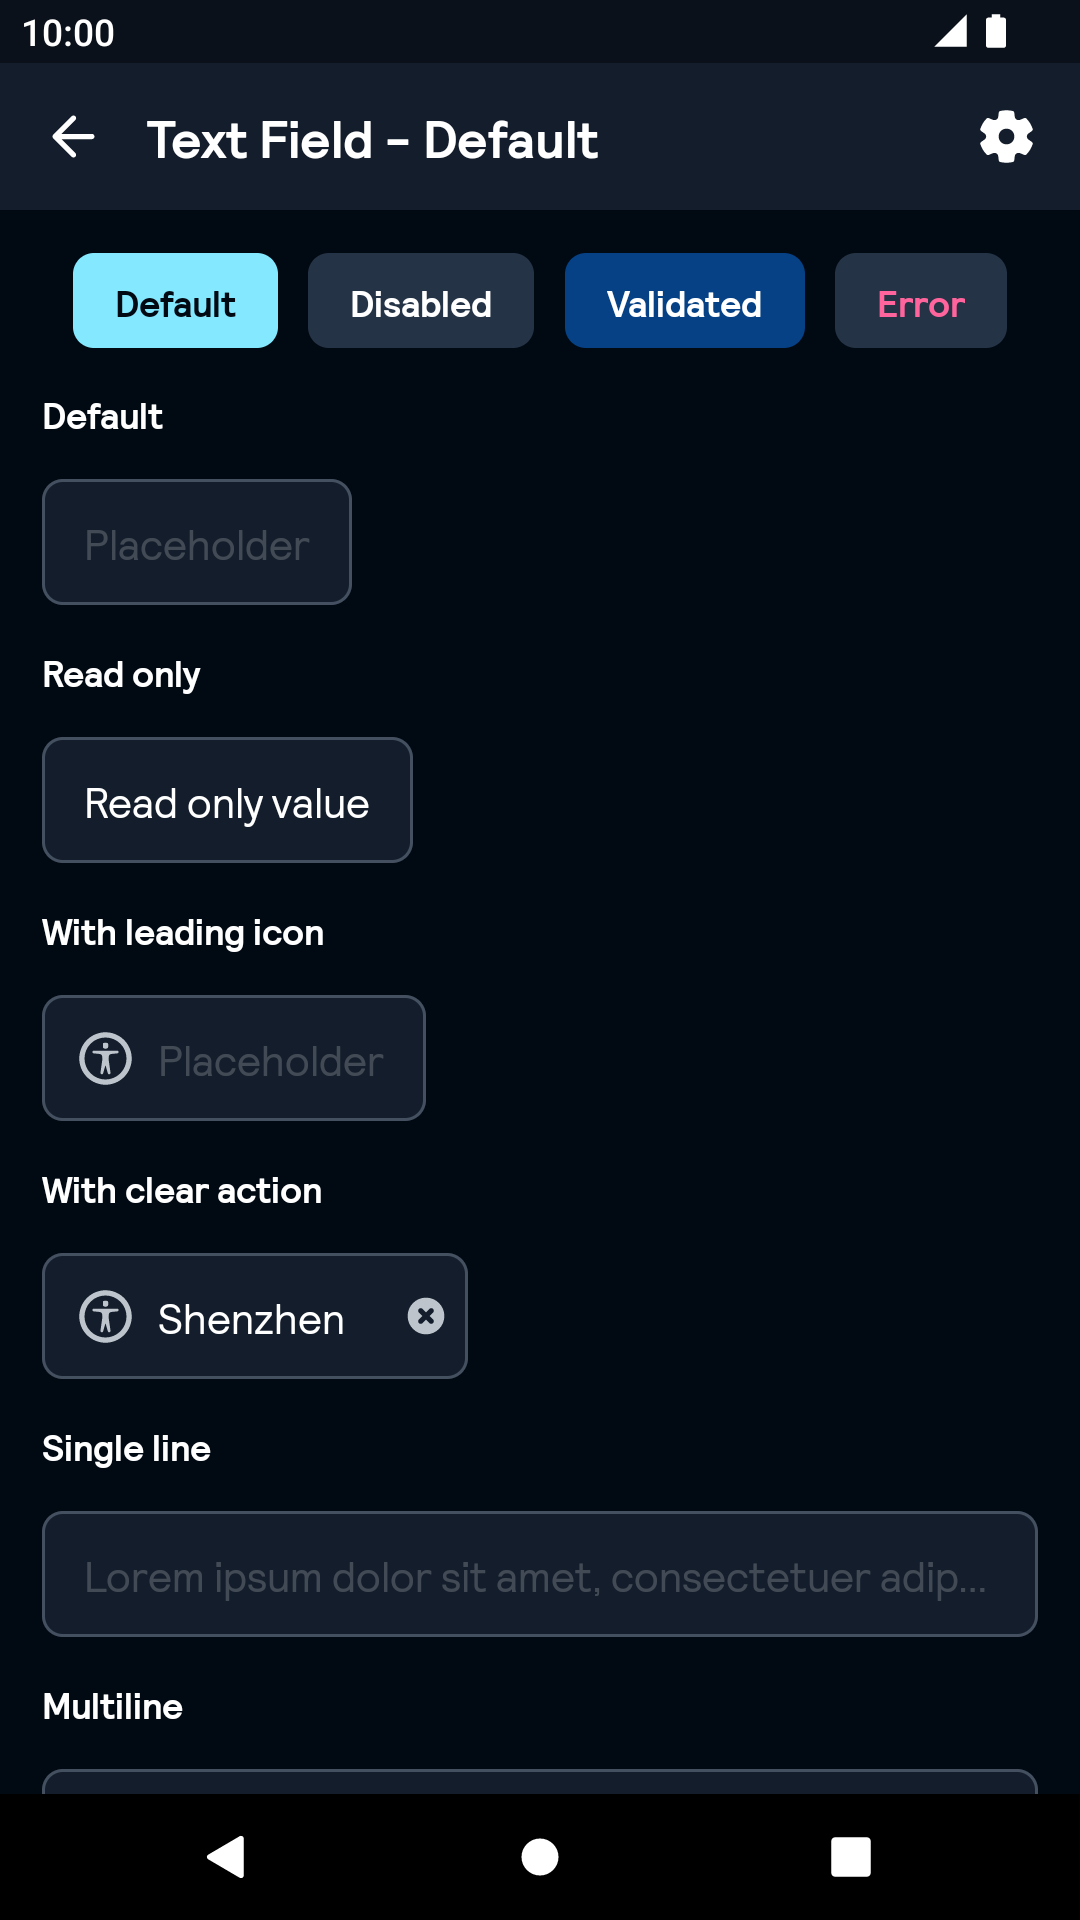 10:00
Text Field - Default
Default Disabled Validated Error
Default
Placeholder
Read only
Read only value
With leading icon
Placeholder
With clear action
Shenzhen
Single line
Lorem ipsum dolor sit amet, consectetuer adip...
Multiline